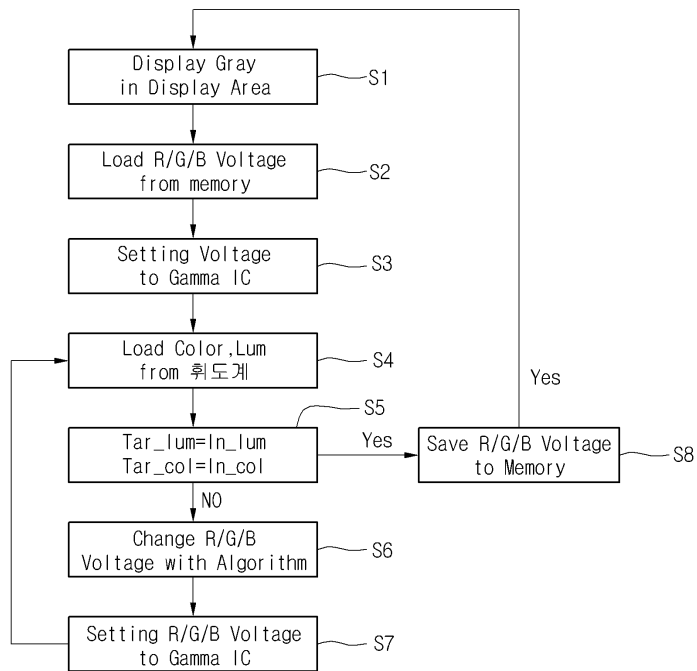 Display Gray
in Display Area
S1
Load R/G/B Voltage
from memory
S2
Setting Voltage
to Gamma IC
S3
Load Color,Lum
from 휘도계
S4
Yes
S5
Tar_lum=In_lum
Tar_col=In_col
Yes
Save R/G/B Voltage
to Memory
S8
NO
Change R/G/B
Voltage with Algorithm
S6
Setting R/G/B Voltage
to Gamma IC
S7